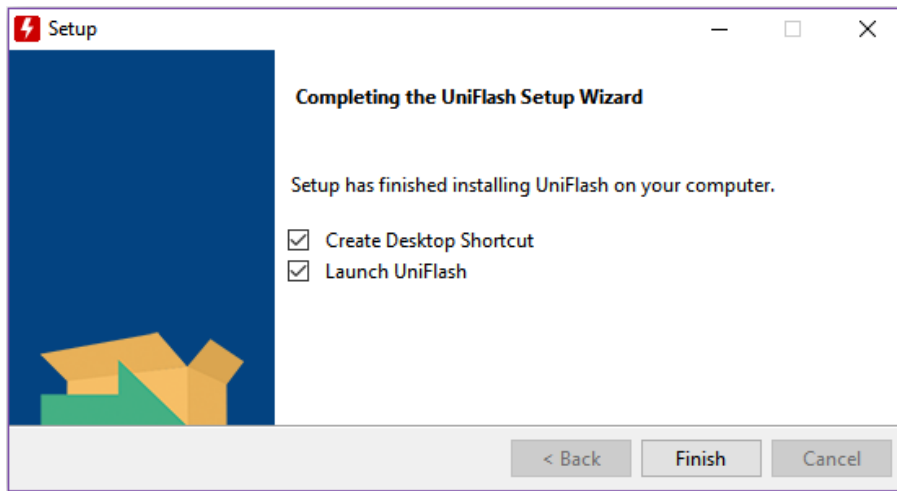 Setup
Completing the UniFlash Setup Wizard
Setup has finished installing UniFlash on your computer.
Create Desktop Shortcut
Launch UniFlash
< Back Finish Cancel